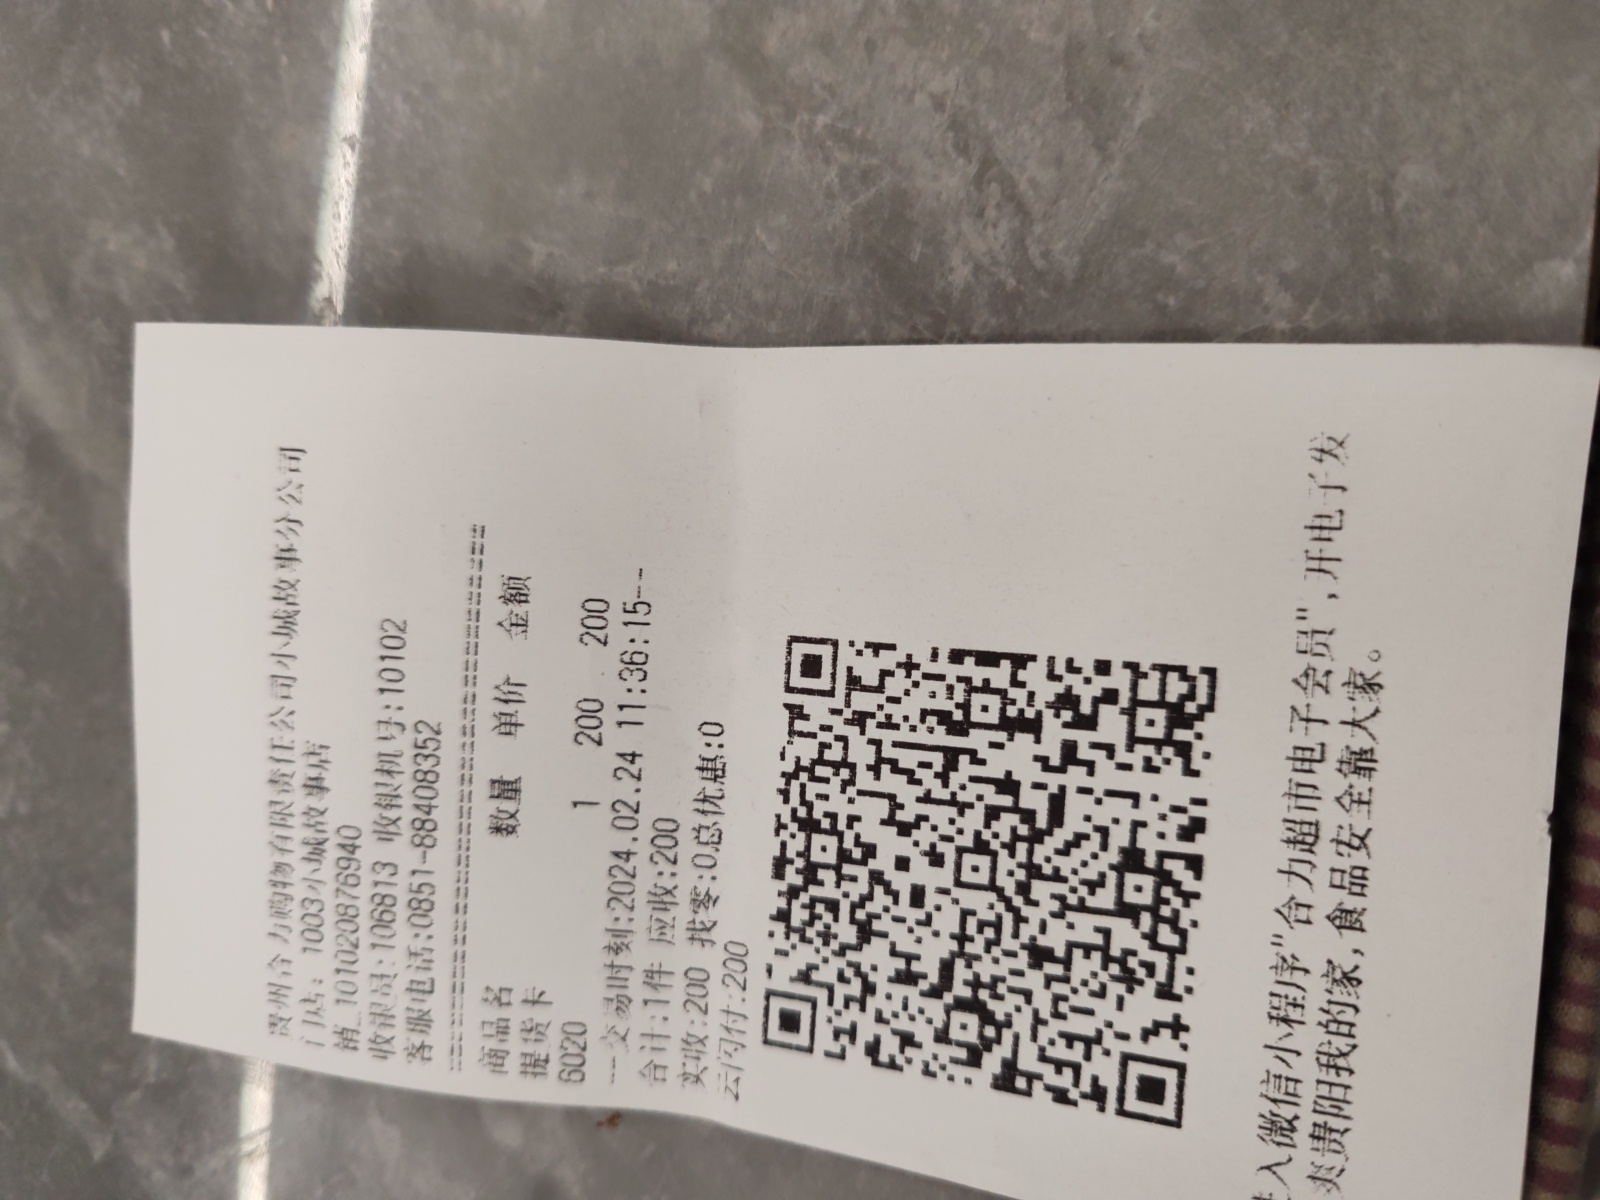 贵州合力购物有限责任公司小城故事分公司
门店: 1003小城故事店
销_1010208769​40
收银员:106813 收银机号:10102
客服电话:0851-88408352
商品名 数量 单价 金额
提货卡
6020 1 200 200
---交易时刻:2024.02.24 11:36:15--
合计:1件 应收:200
实收:200 找零:0总优惠:0
云闪付:200
进入微信小程序"合力超市电子会员",开电子发
爽贵阳我的家,食品安全靠大家。